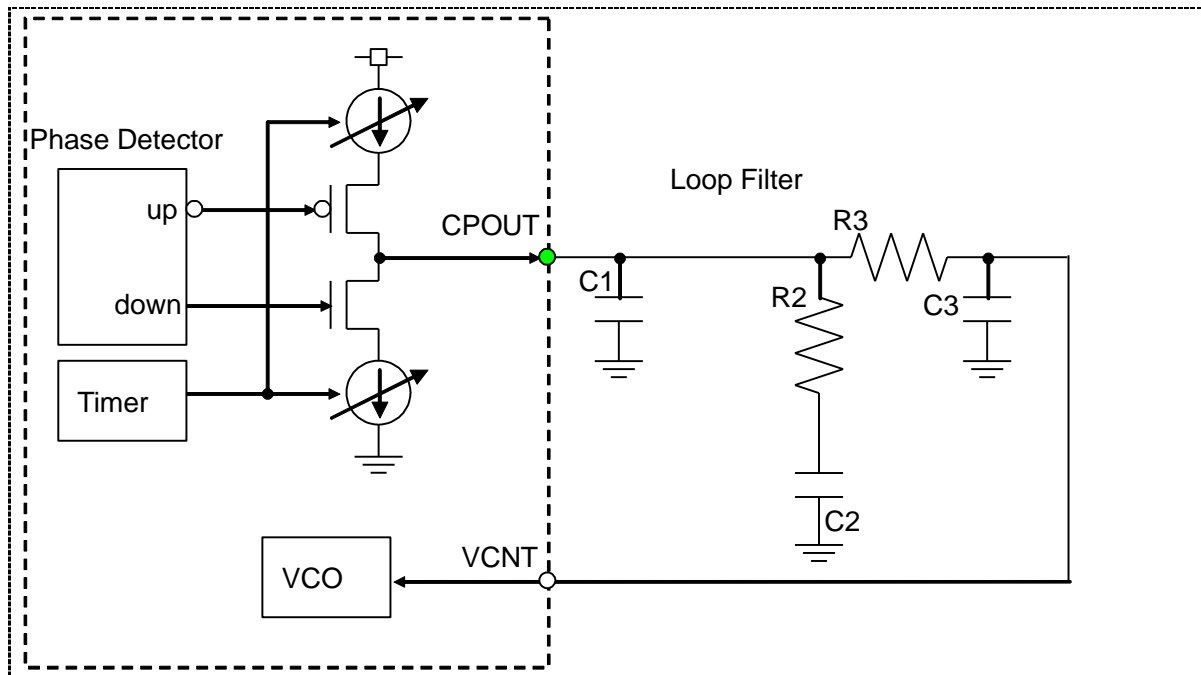 Phase Detector
up
down
Timer
CPOUT
Loop Filter
C1
R2
R3
C3
C2
VCO
VCNT